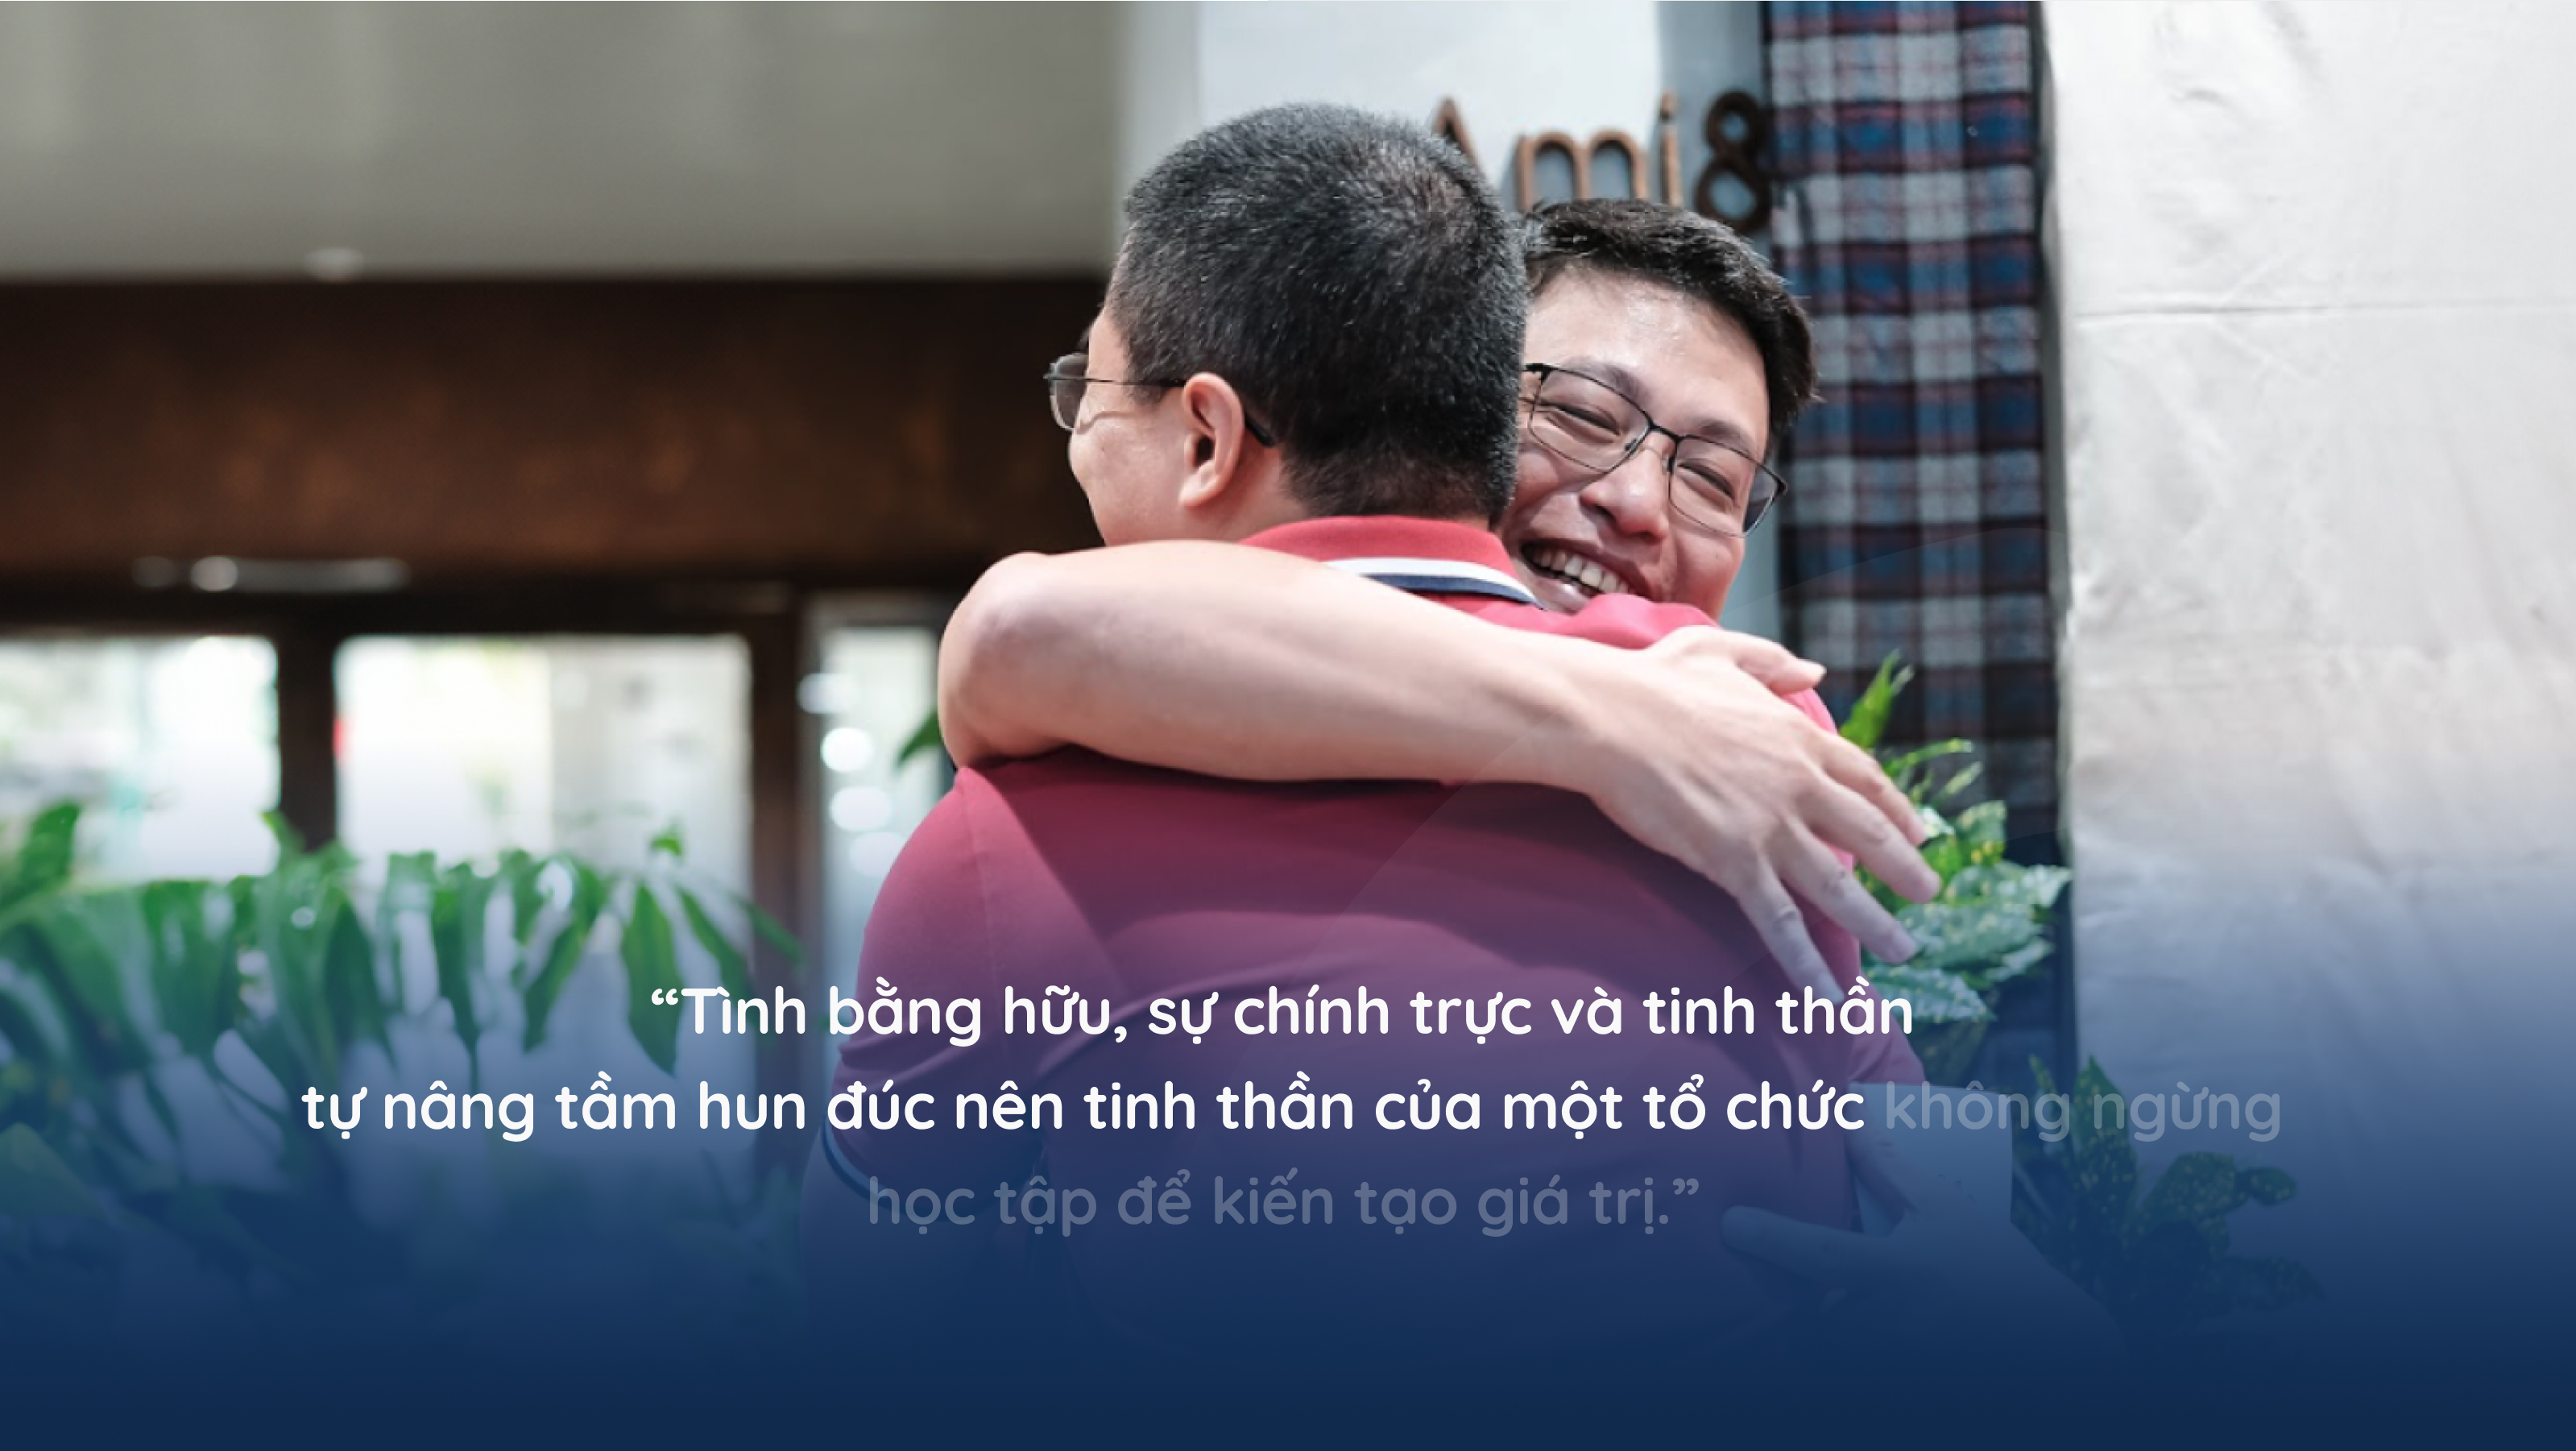 Ami8
“Tình bằng hữu, sự chính trực và tinh thần
tự nâng tầm hun đúc nên tinh thần của một tổ chức không ngừng
học tập để kiến tạo giá trị.”